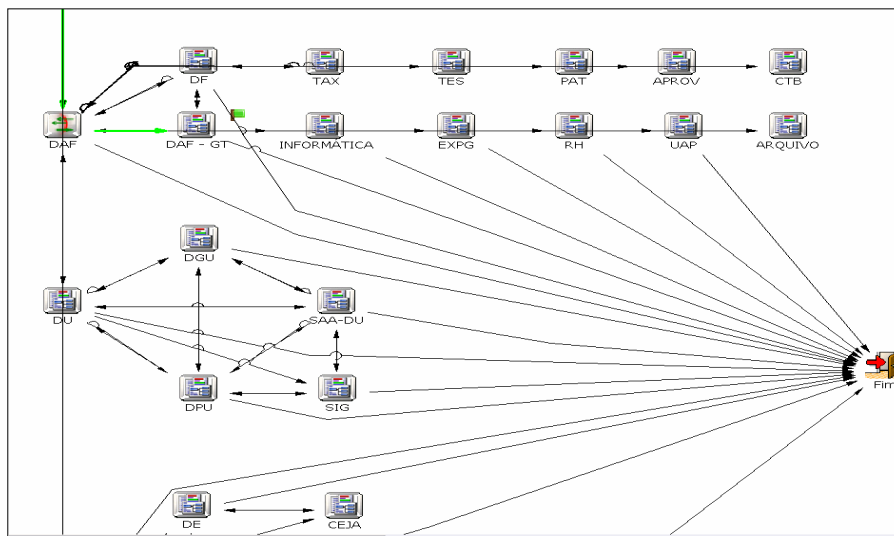 DF
TAX
TES
PAT
APROV
CTB
DAF
DAF - GT
INFORMÁTICA
EXPG
RH
UAP
ARQUIVO
DGU
DU
SAA-DU
DPU
SIG
Fim
DE
CEJA